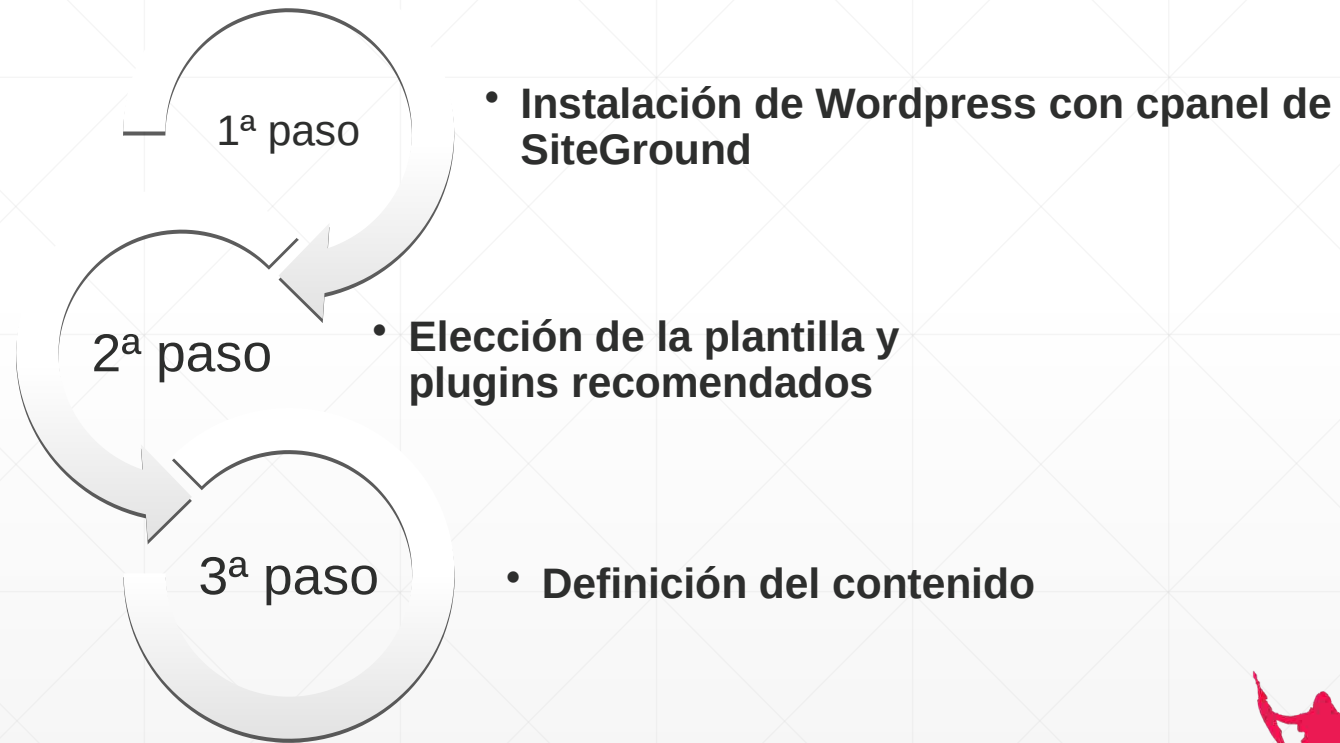 1ª paso
• Instalación de Wordpress con cpanel de
SiteGround
2ª paso
• Elección de la plantilla y
plugins recomendados
3ª paso
• Definición del contenido